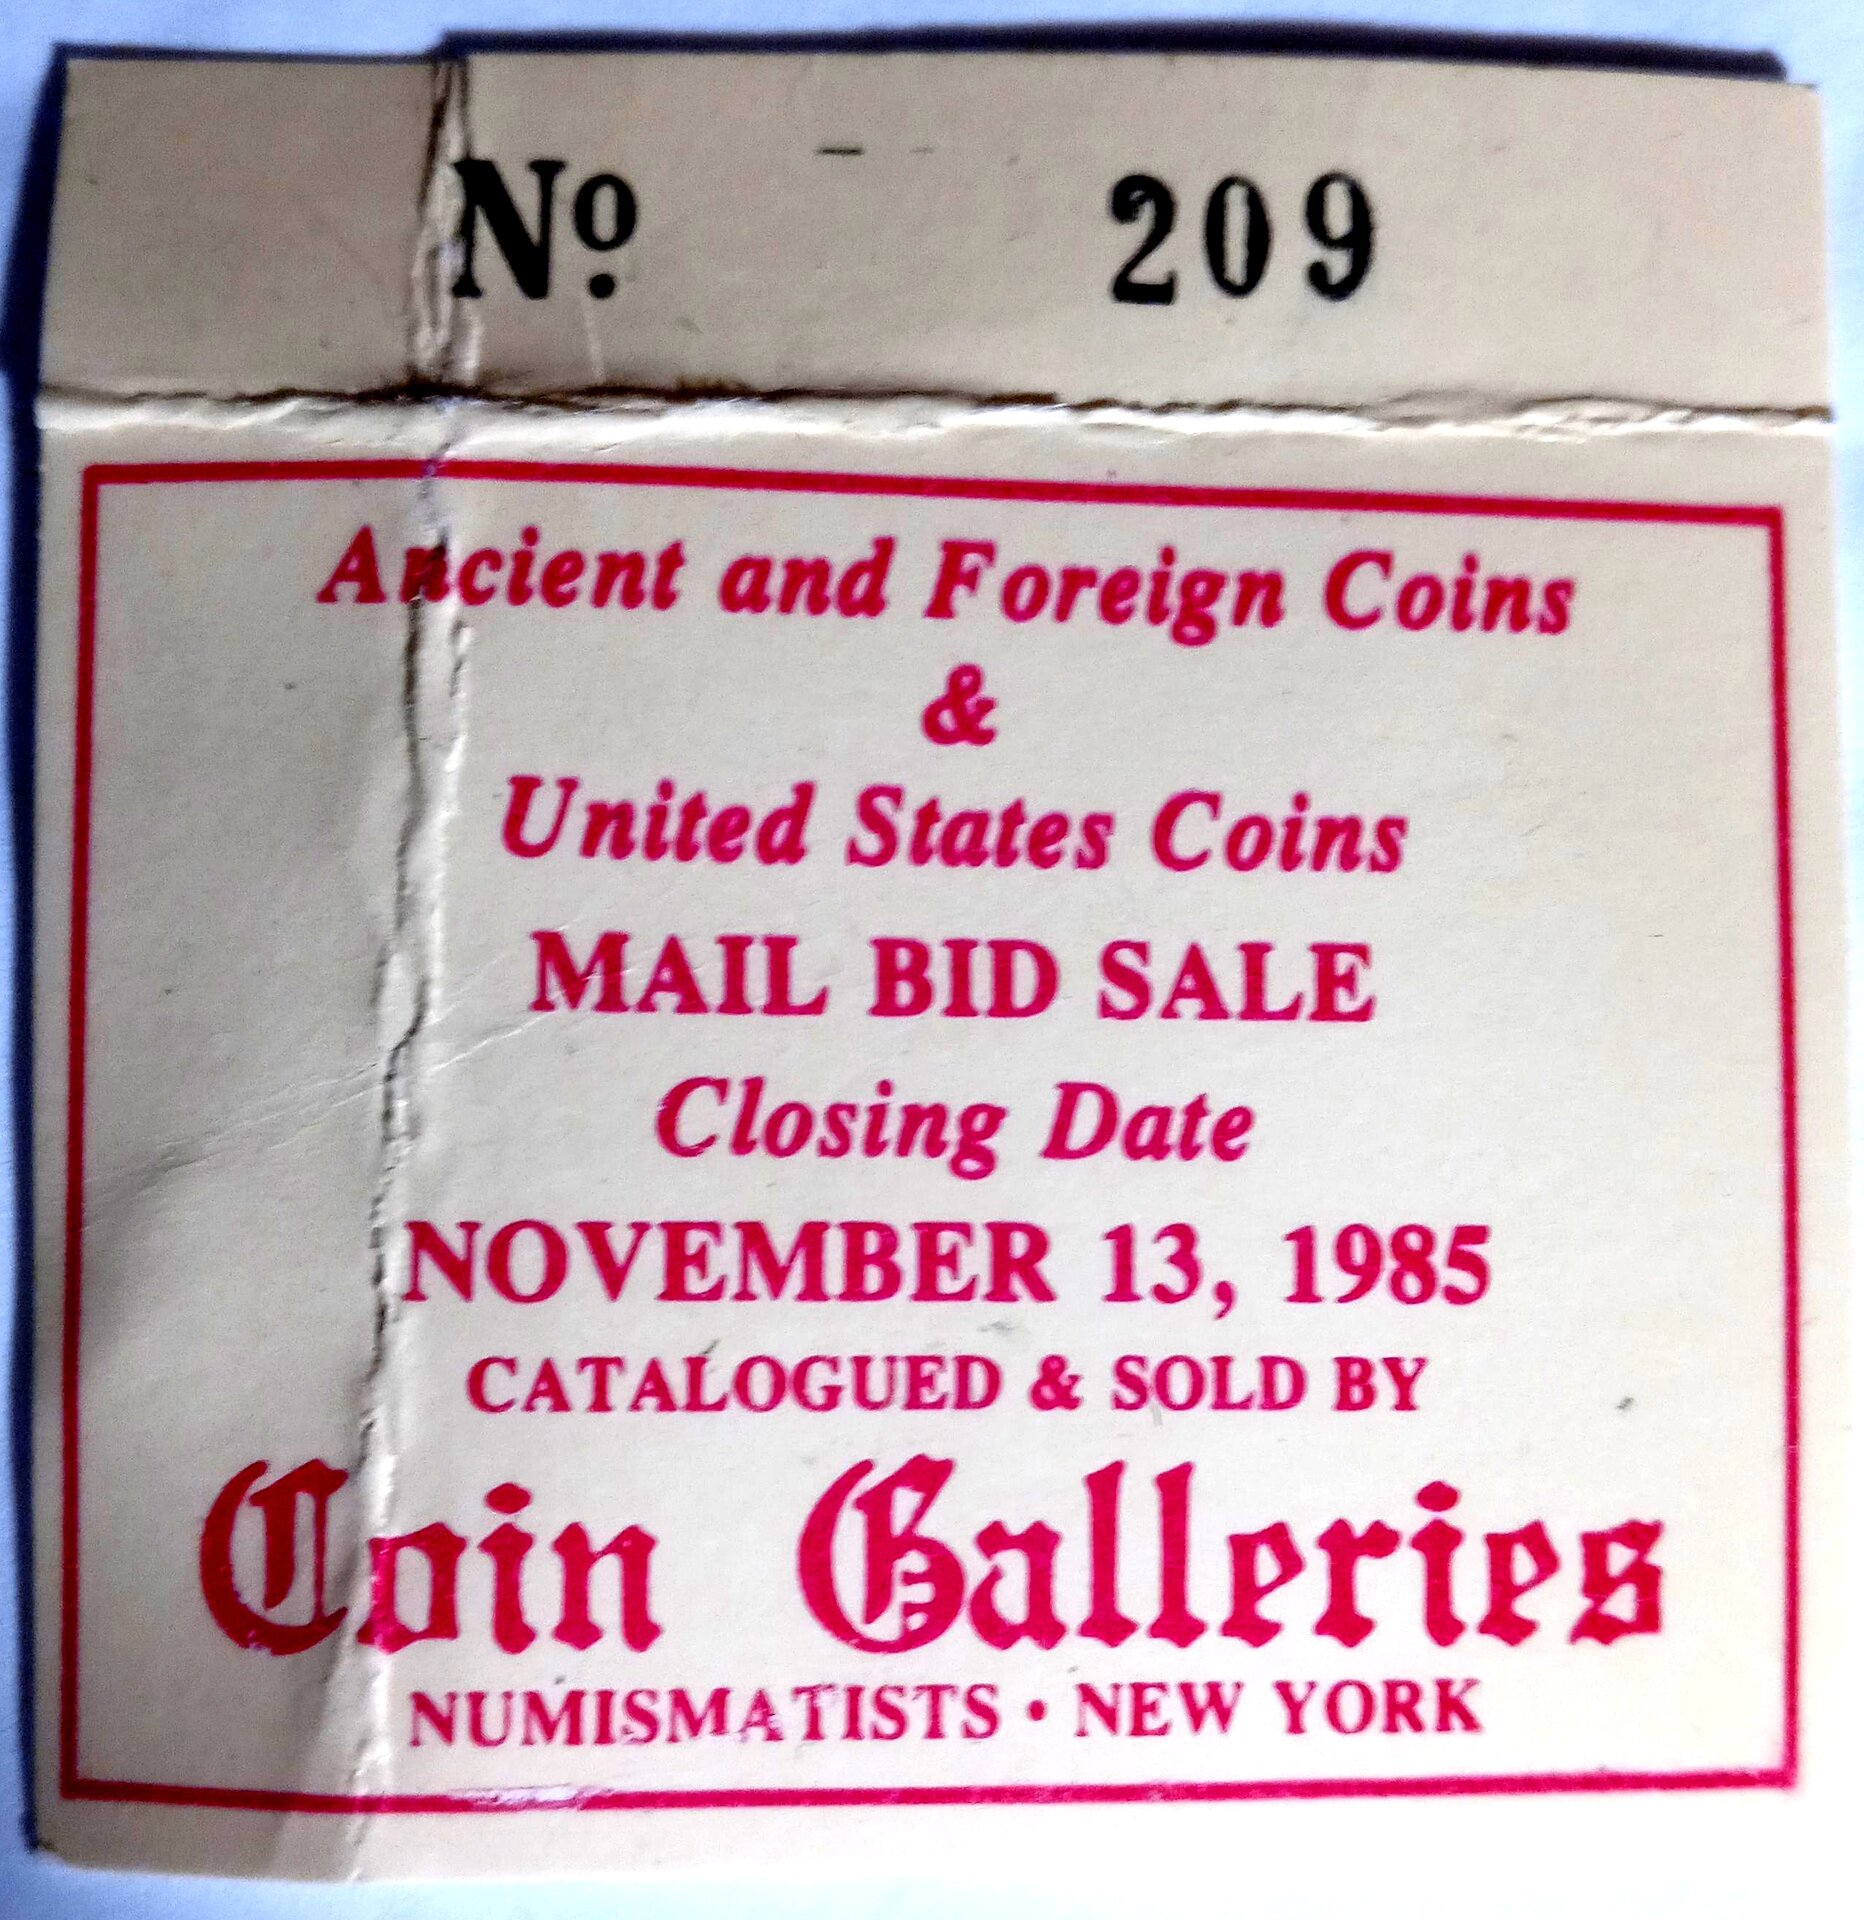 Nº. 209
Ancient and Foreign Coins
&
United States Coins
MAIL BID SALE
Closing Date
NOVEMBER 13, 1985
CATALOGUED & SOLD BY
Coin Galleries
NUMISMATISTS • NEW YORK